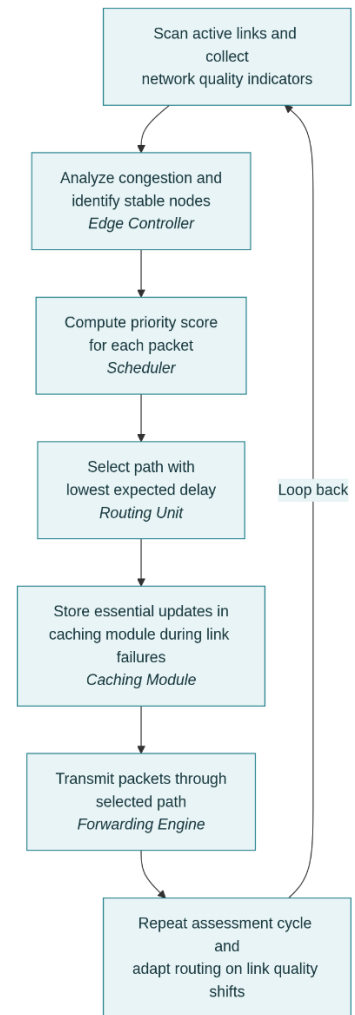 Scan active links and
collect
network quality indicators
Analyze congestion and
identify stable nodes
Edge Controller
Compute priority score
for each packet
Scheduler
Select path with
lowest expected delay
Routing Unit
Loop back
Store essential updates in
caching module during link
failures
Caching Module
Transmit packets through
selected path
Forwarding Engine
Repeat assessment cycle
and
adapt routing on link quality
shifts